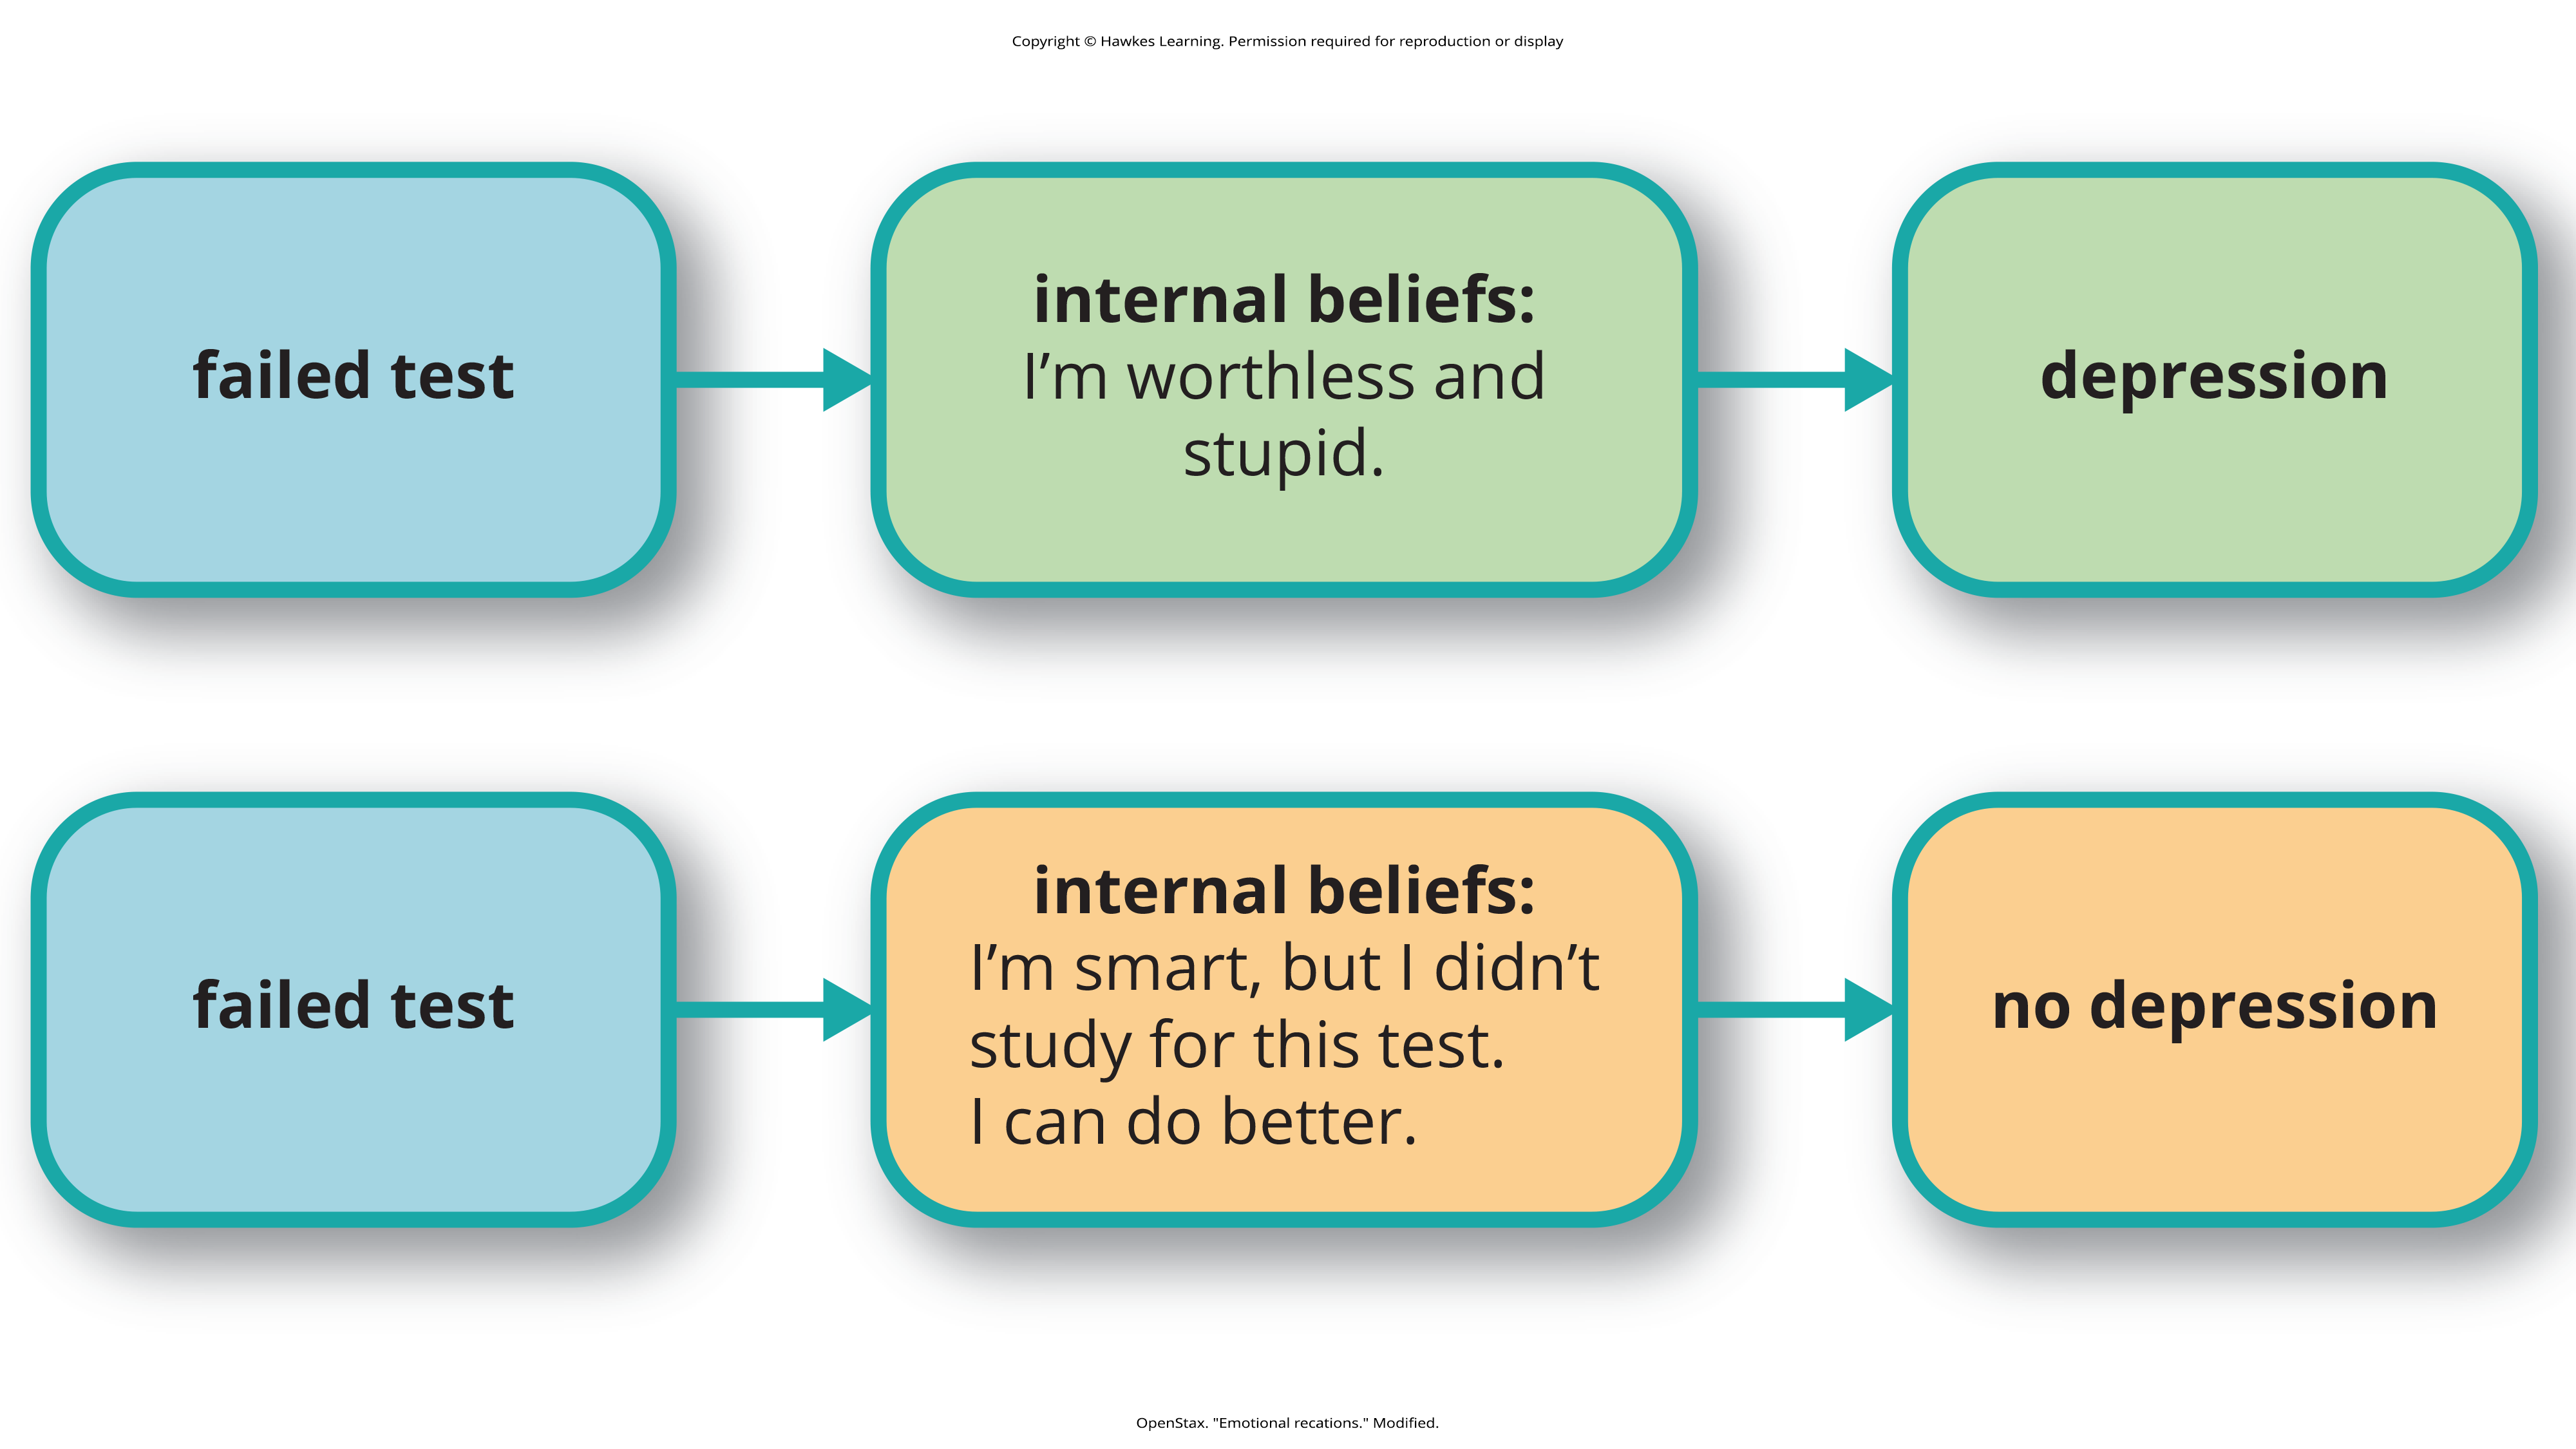 Copyright © Hawkes Learning. Permission required for reproduction or display
failed test
internal beliefs:
I’m worthless and
stupid.
depression
failed test
internal beliefs:
I’m smart, but I didn’t
study for this test.
I can do better.
no depression
OpenStax. "Emotional recations." Modified.